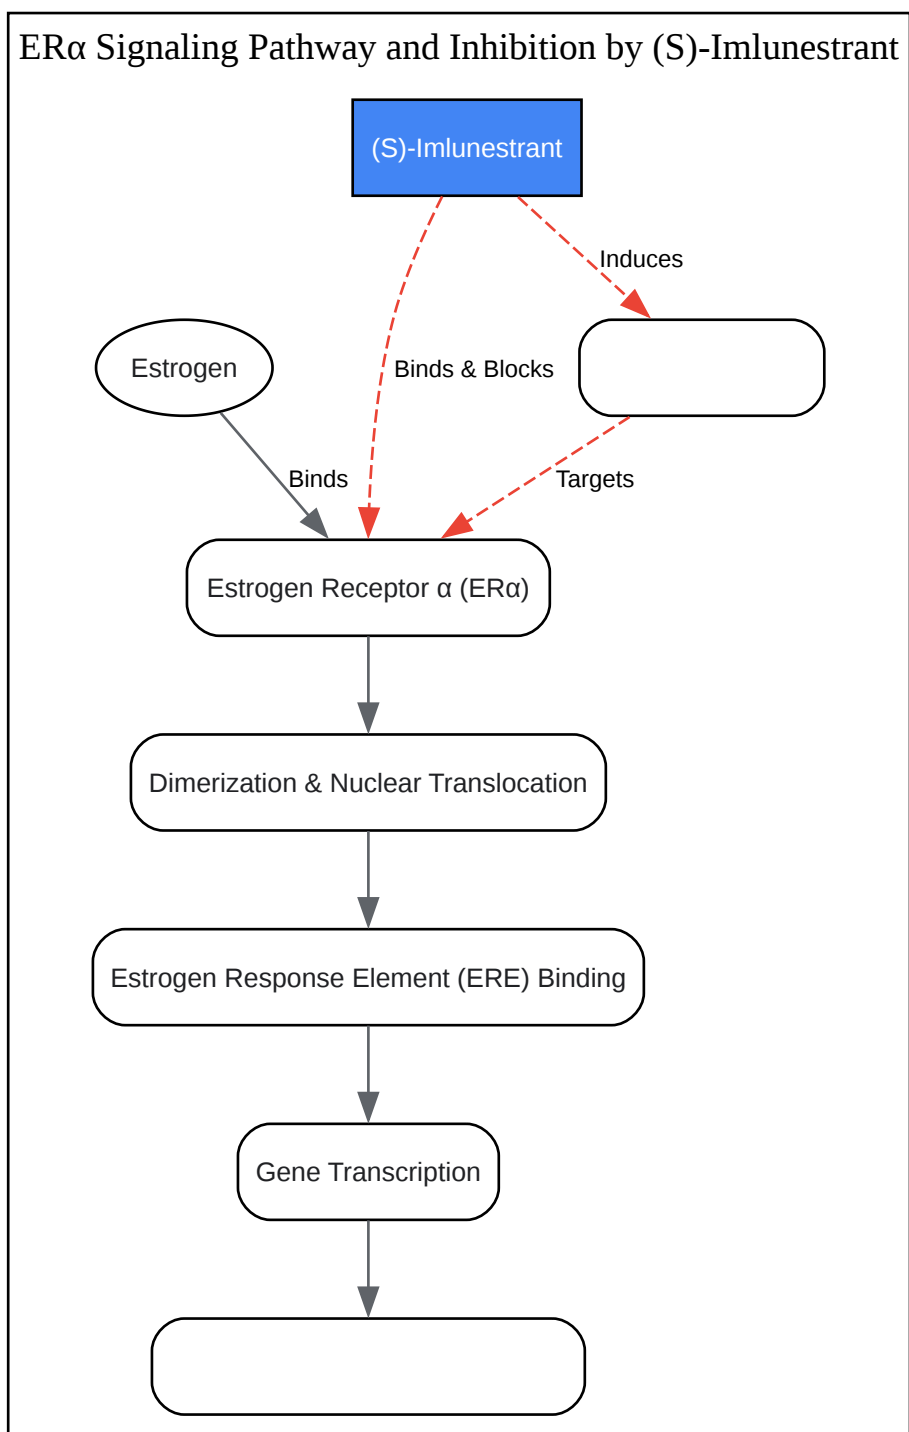 ERα Signaling Pathway and Inhibition by (S)-Imlunestrant
(S)-Imlunestrant
Induces
Estrogen
Binds & Blocks
Binds
Targets
Estrogen Receptor α (ERα)
Dimerization & Nuclear Translocation
Estrogen Response Element (ERE) Binding
Gene Transcription